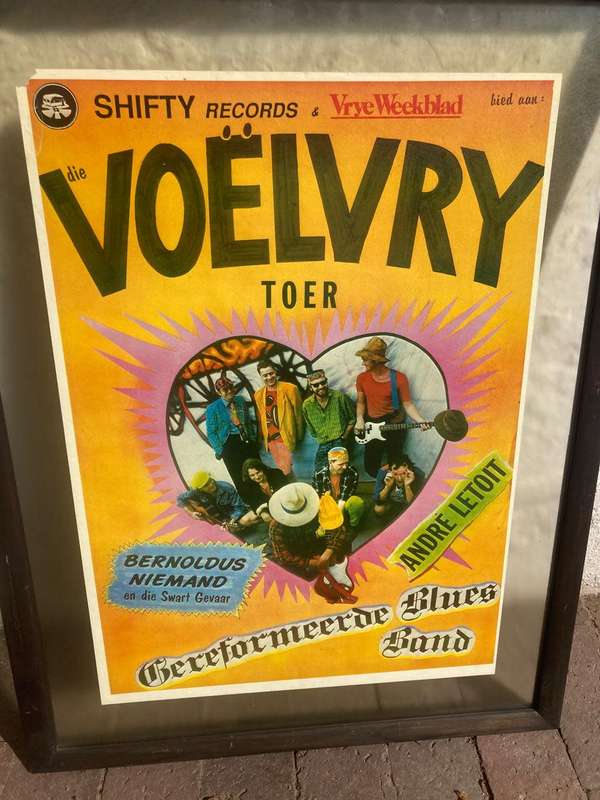 SHIFTY RECORDS & Vrye Weekblad bied aan:
die VOËLVRY
TOER
ANDRÉ LETOIT
BERNOLDUS
NIEMAND
en die Swart Gevaar
Gereformeerde Blues
Band